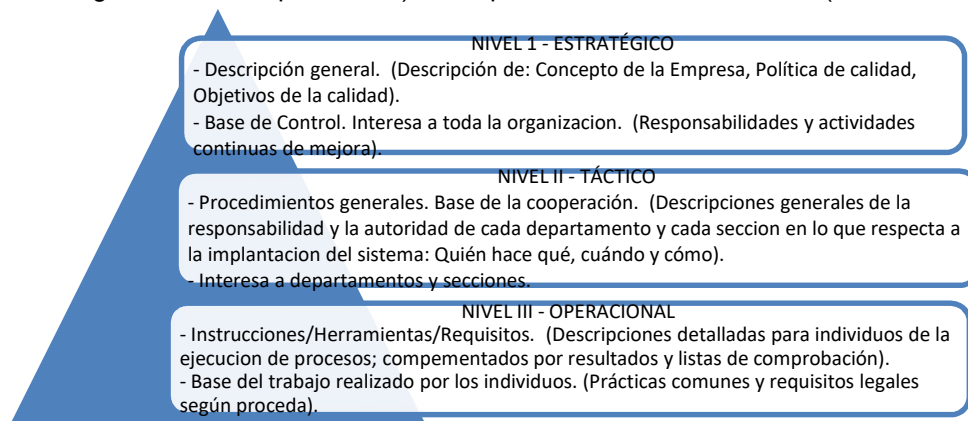 NIVEL 1 - ESTRATÉGICO
- Descripción general.  (Descripción de: Concepto de la Empresa, Política de calidad,
Objetivos de la calidad).
- Base de Control. Interesa a toda la organizacion.  (Responsabilidades y actividades
continuas de mejora).
NIVEL II - TÁCTICO
- Procedimientos generales. Base de la cooperación.  (Descripciones generales de la
responsabilidad y la autoridad de cada departamento y cada seccion en lo que respecta a
la implantacion del sistema: Quién hace qué, cuándo y cómo).
- Interesa a departamentos y secciones.
NIVEL III - OPERACIONAL
- Instrucciones/Herramientas/Requisitos.  (Descripciones detalladas para individuos de la
ejecucion de procesos; compementados por resultados y listas de comprobación).
- Base del trabajo realizado por los individuos. (Prácticas comunes y requisitos legales
según proceda).